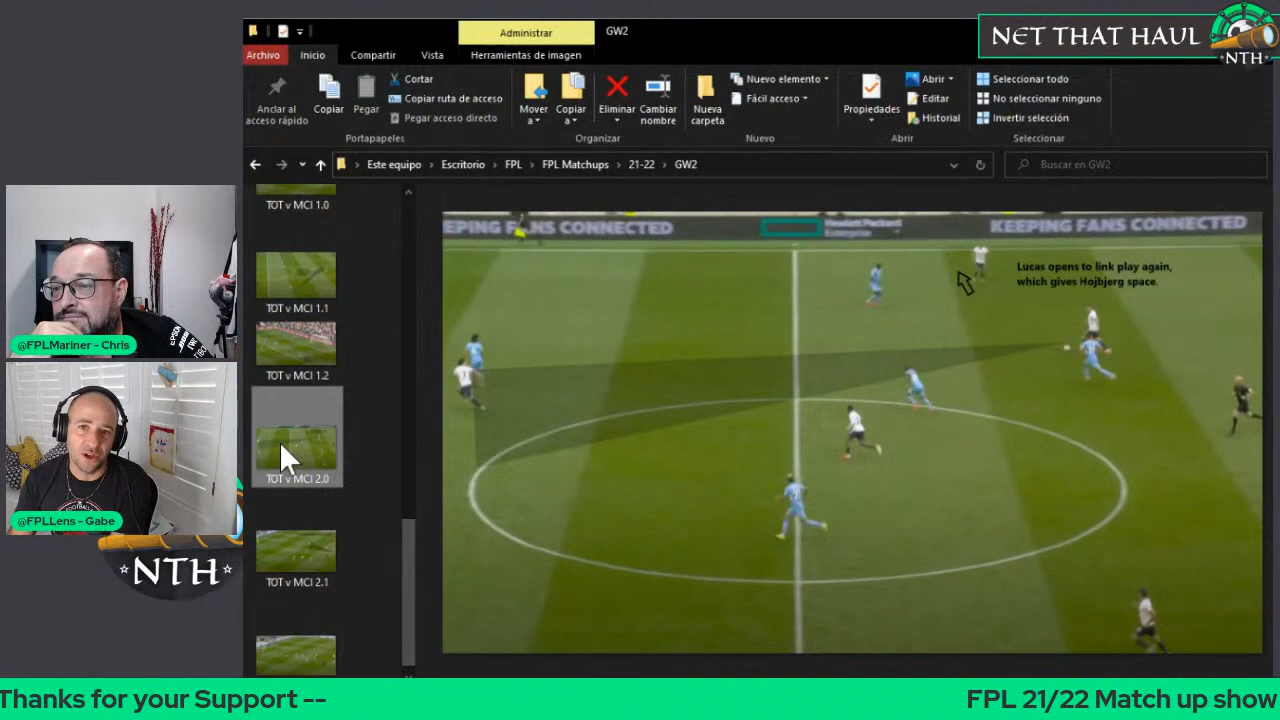 Administrar
GW2
NET THAT HAUL
NTH
Archivo
Inicio
Compartir
Vista
Herramientas de imagen
Anclar al acceso rápido
Copiar
Pegar
Cortar
Copiar ruta de acceso
Pegar acceso directo
Portapapeles
Mover a
Copiar a
Eliminar
Cambiar nombre
Organizar
Nueva carpeta
Nuevo elemento
Fácil acceso
Nuevo
Propiedades
Abrir
Editar
Historial
Abrir
Seleccionar todo
No seleccionar ninguno
Invertir selección
Seleccionar
Este equipo > Escritorio > FPL > FPL Matchups > 21-22 > GW2
Buscar en GW2
TOT v MCI 1.0
TOT v MCI 1.1
TOT v MCI 1.2
TOT v MCI 2.0
TOT v MCI 2.1
EEPING FANS CONNECTED
Hewlett Packard
Enterprise
KEEPING FANS CONNECTED
Lucas opens to link play again,
which gives Hojbjerg space.
@FPLMariner - Chris
@FPLLens - Gabe
NTH
Thanks for your Support --
FPL 21/22 Match up show